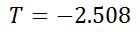 T = −2.508